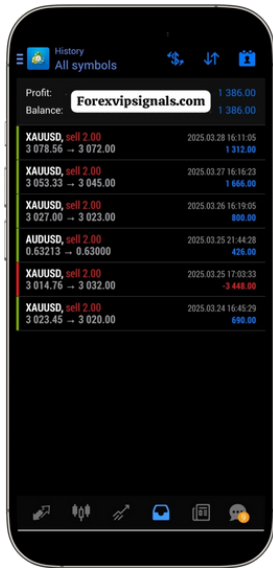 History
All symbols
Profit: 1 386.00
Forexvipsignals.com
Balance: 1 386.00
XAUUSD, sell 2.00 2025.03.28 16:11:05
3 078.56 → 3 072.00 1 312.00
XAUUSD, sell 2.00 2025.03.27 16:16:23
3 053.33 → 3 045.00 1 666.00
XAUUSD, sell 2.00 2025.03.26 16:19:05
3 027.00 → 3 023.00 800.00
AUDUSD, sell 2.00 2025.03.25 21:44:28
0.63213 → 0.63000 426.00
XAUUSD, sell 2.00 2025.03.25 17:03:33
3 014.76 → 3 032.00 -3 448.00
XAUUSD, sell 2.00 2025.03.24 16:45:29
3 023.45 → 3 020.00 690.00